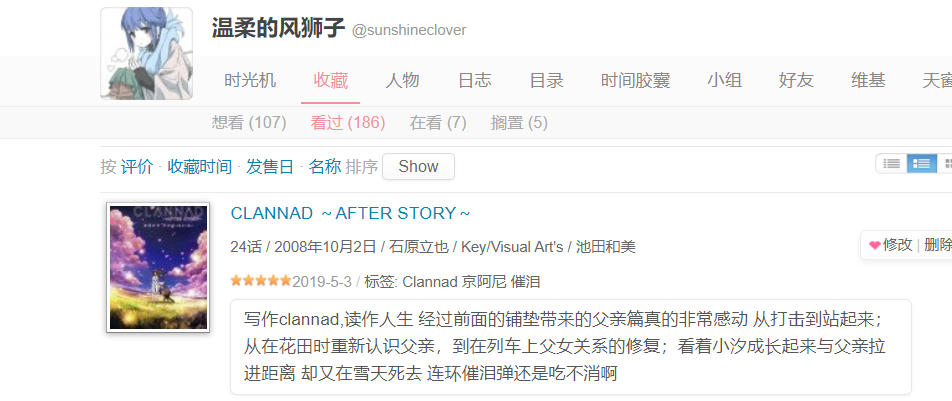 温柔的风狮子 @sunshineclover
时光机 收藏 人物 日志 目录 时间胶囊 小组 好友 维基 天窗
想看 (107) 看过 (186) 在看 (7) 搁置 (5)
按 评价 · 收藏时间 · 发售日 · 名称 排序 Show
CLANNAD ～AFTER STORY～
24话 / 2008年10月2日 / 石原立也 / Key/Visual Art's / 池田和美
修改 | 删除
2019-5-3 / 标签: Clannad 京阿尼 催泪
写作clannad,读作人生 经过前面的铺垫带来的父亲篇真的非常感动 从打击到站起来；
从在花田时重新认识父亲，到在列车上父女关系的修复；看着小汐成长起来与父亲拉
进距离 却又在雪天死去 连环催泪弹还是吃不消啊
CLANNAD